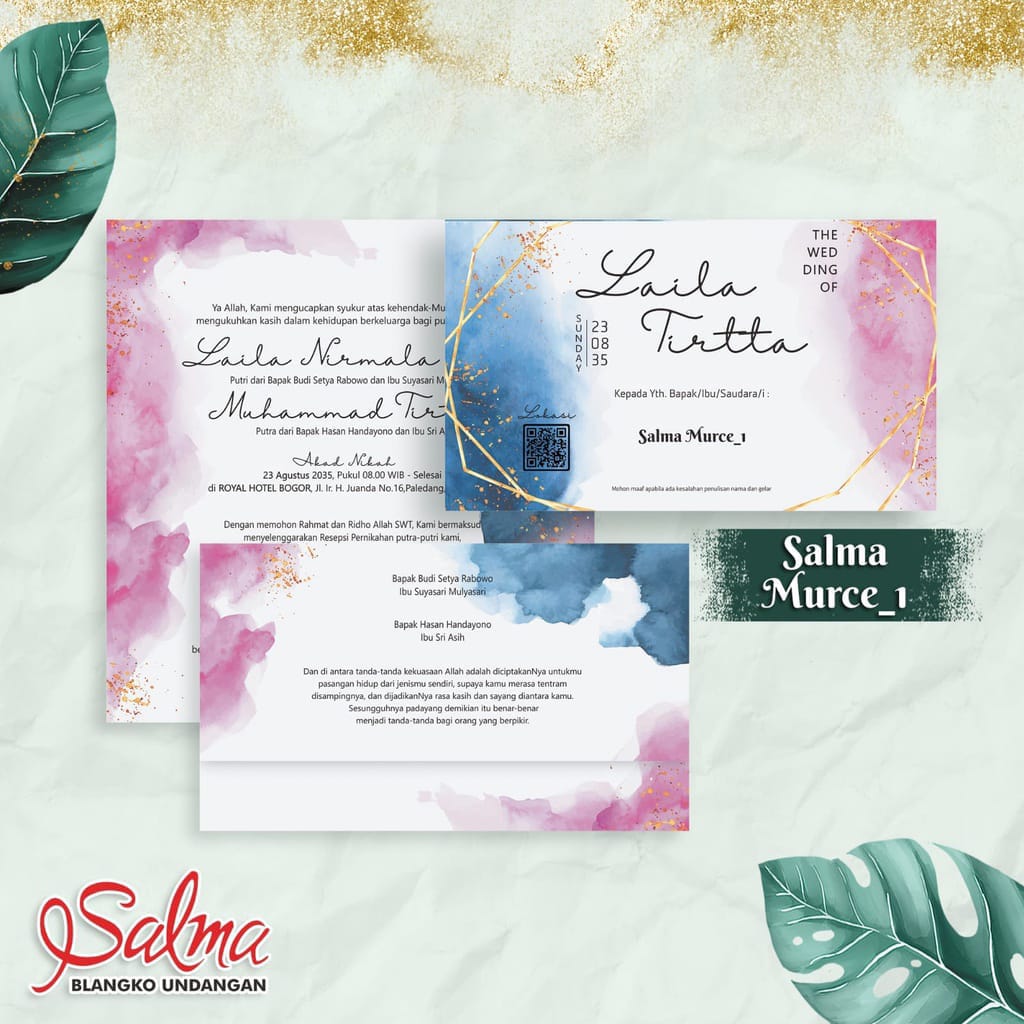 Ya Allah, Kami mengucapkan syukur atas kehendak-Mu
mengukuhkan kasih dalam kehidupan berkeluarga bagi
Laila Nirmala
Putri dari Bapak Budi Setya Rabowo dan Ibu Suyasari
Muhammad
Putra dari Bapak Hasan Handayono dan Ibu Sri
Akad Nikah
23 Agustus 2035, Pukul 08.00 WIB - Selesai
di ROYAL HOTEL BOGOR, Jl. Ir. H. Juanda No.16,Paledang,
Dengan memohon Rahmat dan Ridho Allah SWT, Kami bermaksud
menyelenggarakan Resepsi Pernikahan putra-putri kami,
THE
WED
DING
OF
Laila
Tirtta
SUNDAY
23
08
35
Kepada Yth. Bapak/Ibu/Saudara/i :
Salma Murce_1
Lokasi
Mohon maaf apabila ada kesalahan penulisan nama dan gelar
Salma
Murce_1
Bapak Budi Setya Rabowo
Ibu Suyasari Mulyasari
Bapak Hasan Handayono
Ibu Sri Asih
Dan di antara tanda-tanda kekuasaan Allah adalah diciptakanNya untukmu
pasangan hidup dari jenismu sendiri, supaya kamu merasa tentram
disampingnya, dan dijadikanNya rasa kasih dan sayang diantara kamu.
Sesungguhnya padayang demikian itu benar-benar
menjadi tanda-tanda bagi orang yang berpikir.
Salma
BLANGKO UNDANGAN